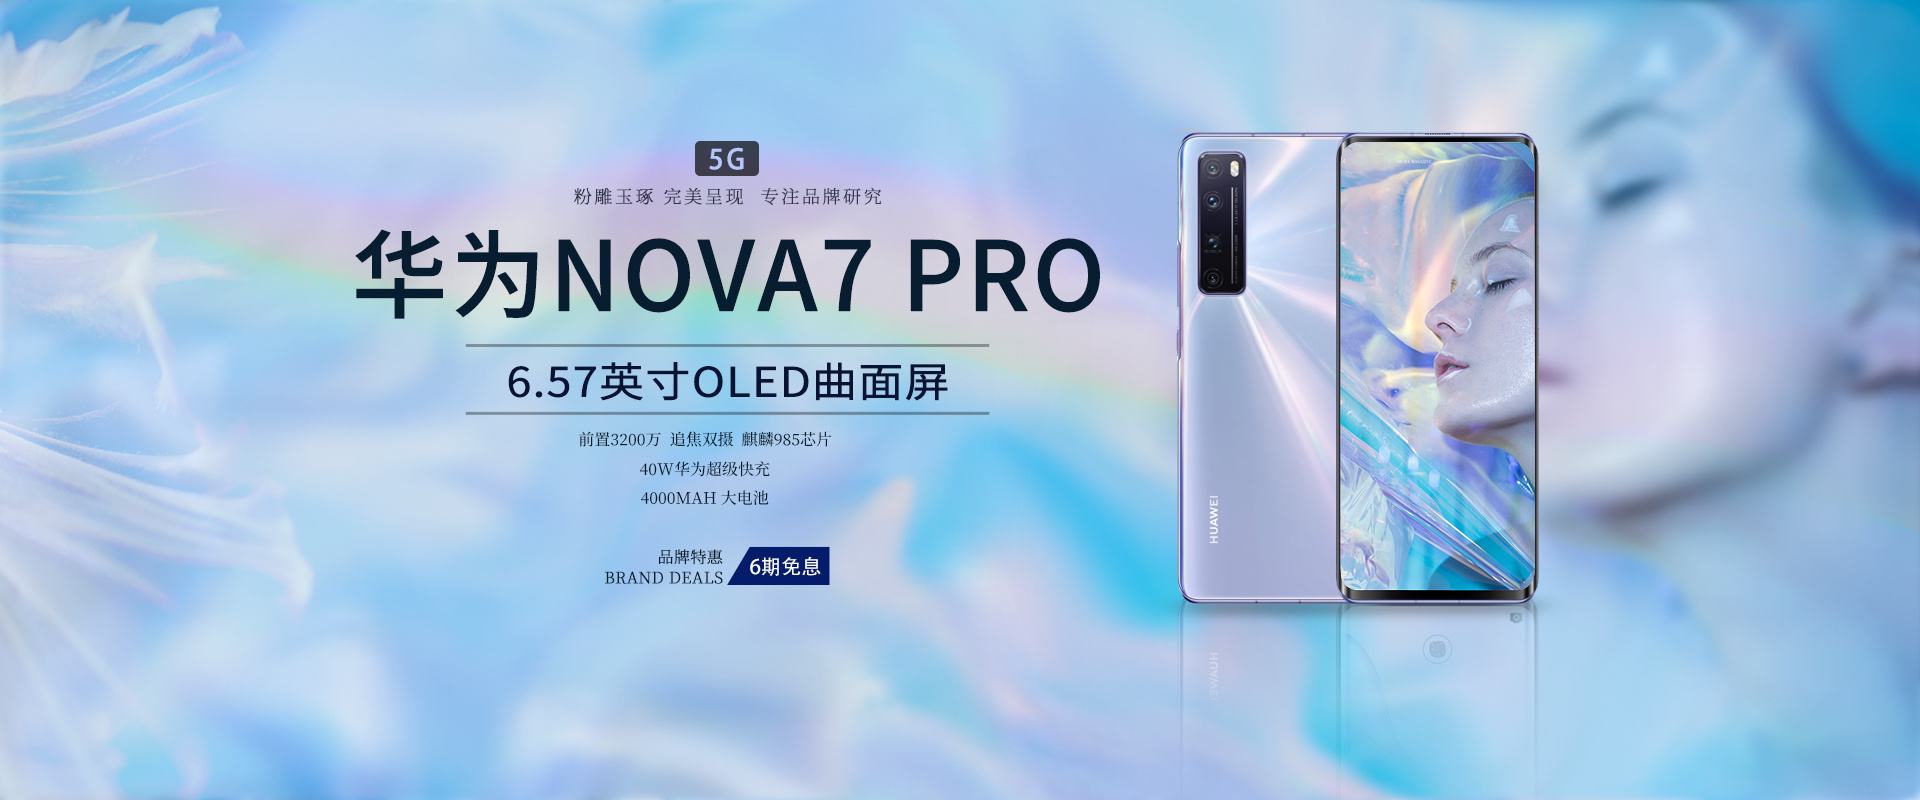 5G
粉雕玉琢 完美呈现 专注品牌研究
华为NOVA7 PRO
6.57英寸OLED曲面屏
前置3200万 追焦双摄 麒麟985芯片
40W华为超级快充
4000MAH 大电池
品牌特惠
BRAND DEALS
6期免息
HUAWEI